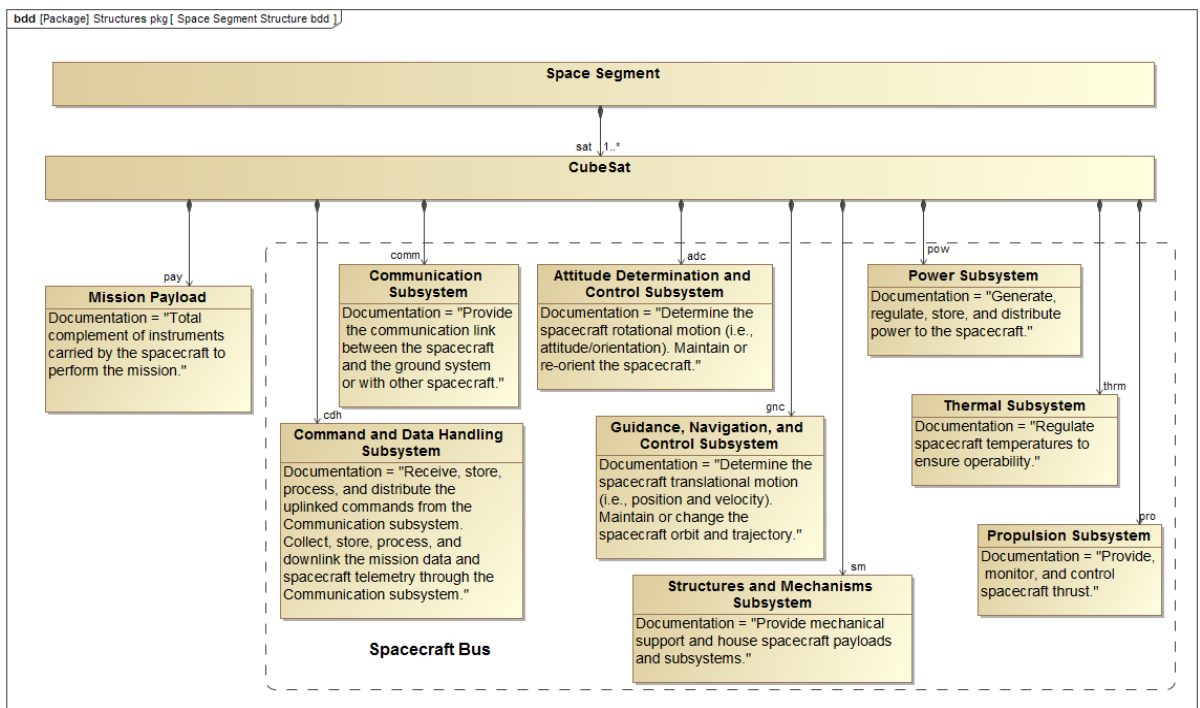 bdd [Package] Structures pkg [ Space Segment Structure bdd ]
Space Segment
sat
1..*
CubeSat
pay
Mission Payload
Documentation = "Total
complement of instruments
carried by the spacecraft to
perform the mission."
comm
Communication
Subsystem
Documentation = "Provide
the communication link
between the spacecraft
and the ground system
or with other spacecraft."
adc
Attitude Determination and
Control Subsystem
Documentation = "Determine the
spacecraft rotational motion (i.e.,
attitude/orientation). Maintain or
re-orient the spacecraft."
pow
Power Subsystem
Documentation = "Generate,
regulate, store, and distribute
power to the spacecraft."
cdh
Command and Data Handling
Subsystem
Documentation = "Receive, store,
process, and distribute the
uplinked commands from the
Communication subsystem.
Collect, store, process, and
downlink the mission data and
spacecraft telemetry through the
Communication subsystem."
gnc
Guidance, Navigation, and
Control Subsystem
Documentation = "Determine the
spacecraft translational motion
(i.e., position and velocity).
Maintain or change the
spacecraft orbit and trajectory."
thrm
Thermal Subsystem
Documentation = "Regulate
spacecraft temperatures to
ensure operability."
pro
Propulsion Subsystem
Documentation = "Provide,
monitor, and control
spacecraft thrust."
sm
Structures and Mechanisms
Subsystem
Documentation = "Provide mechanical
support and house spacecraft payloads
and subsystems."
Spacecraft Bus